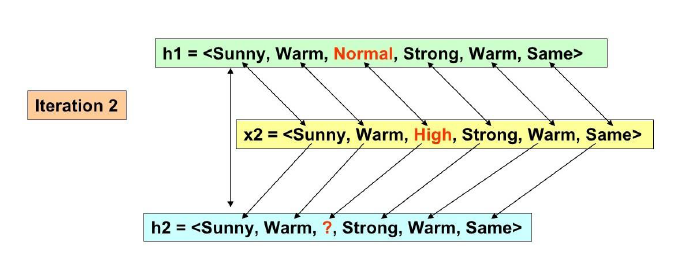 h1 = <Sunny, Warm, Normal, Strong, Warm, Same>
Iteration 2
x2 = <Sunny, Warm, High, Strong, Warm, Same>
h2 = <Sunny, Warm, ?, Strong, Warm, Same>